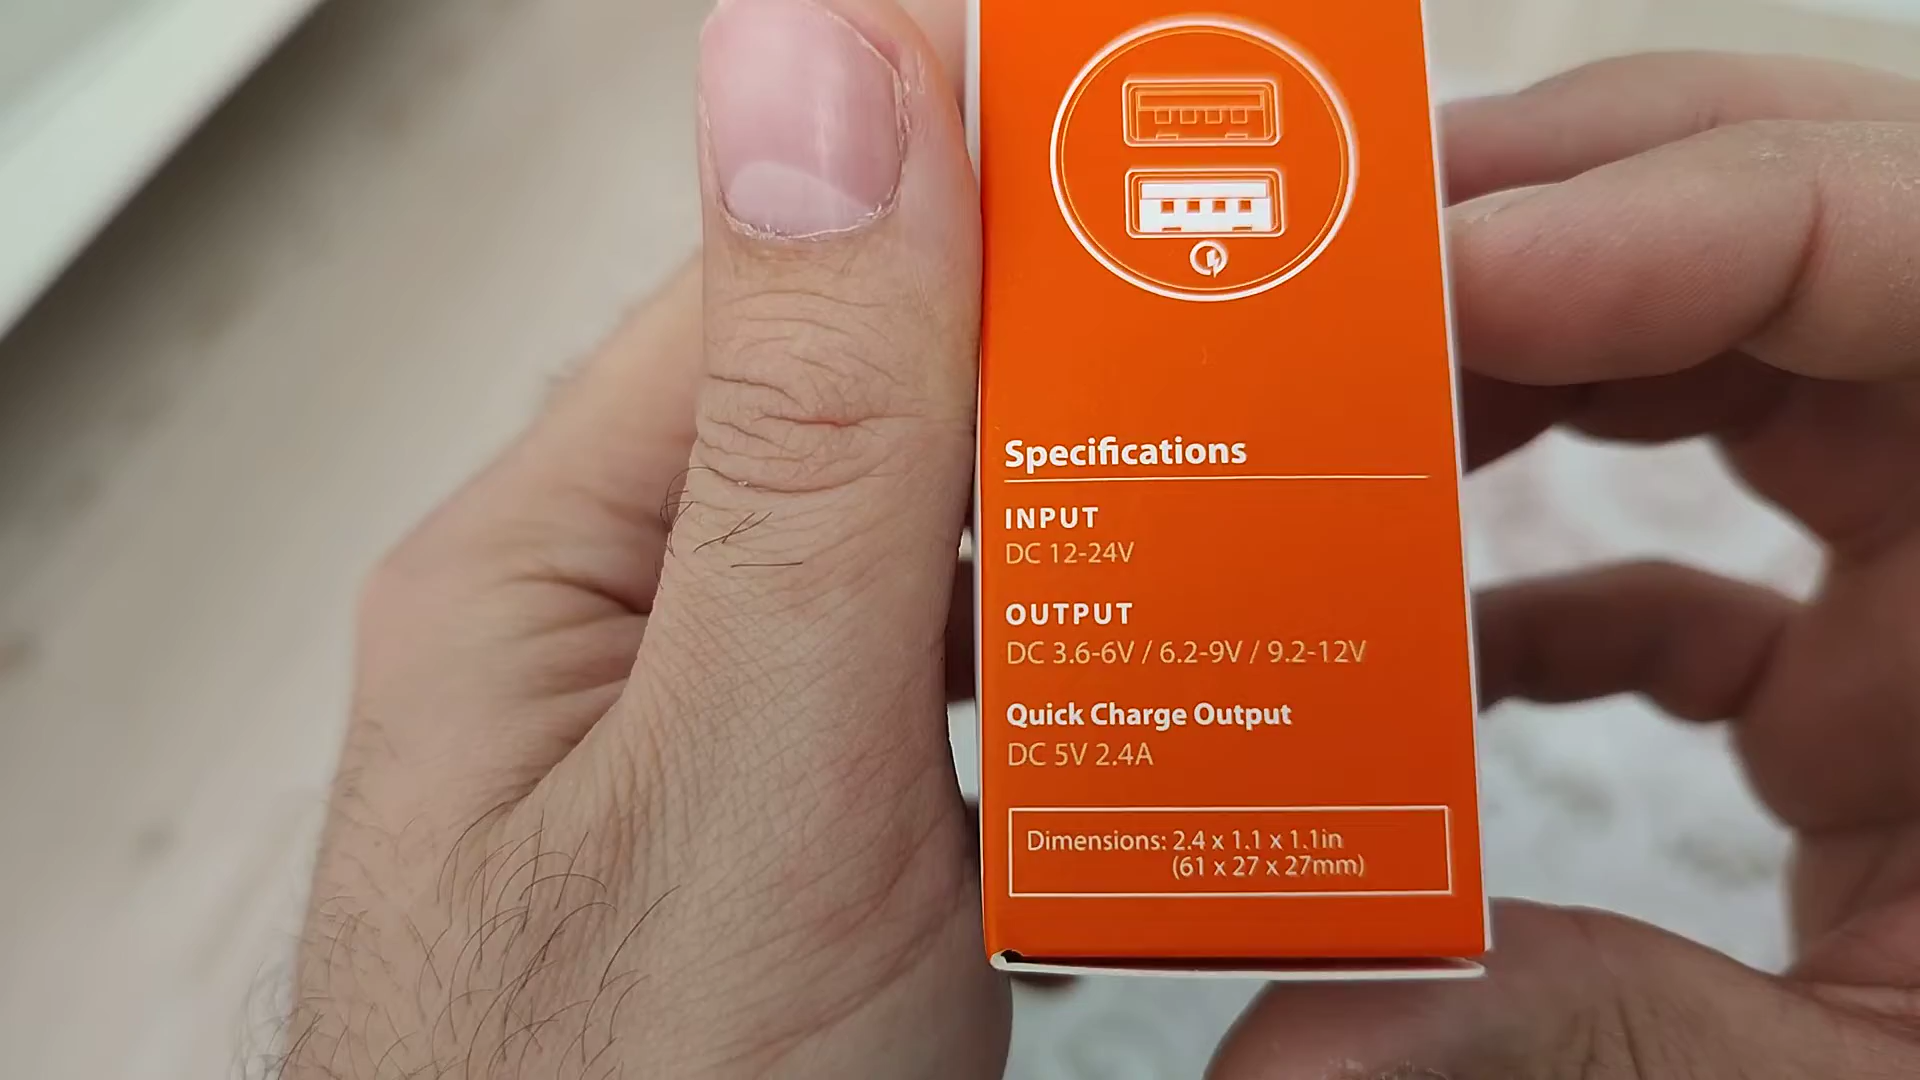 Specifications
INPUT
DC 12-24V
OUTPUT
DC 3.6-6V / 6.2-9V / 9.2-12V
Quick Charge Output
DC 5V 2.4A
Dimensions: 2.4 x 1.1 x 1.1in
(61 x 27 x 27mm)